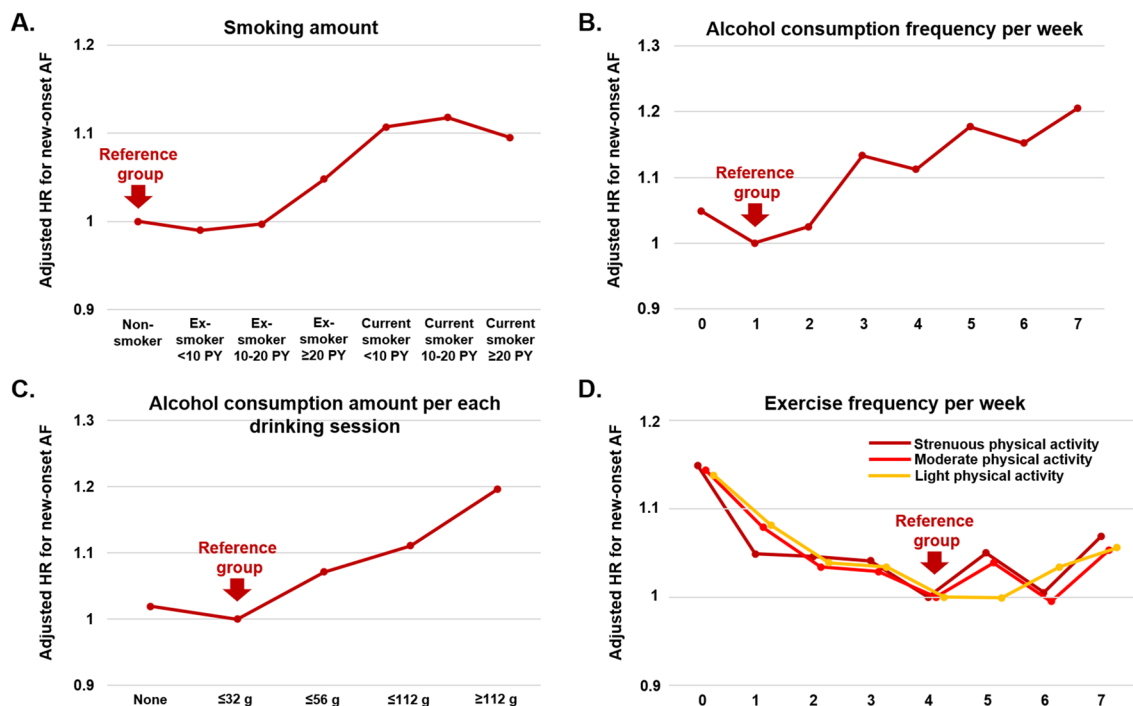 A.
Smoking amount
Adjusted HR for new-onset AF
1.2
1.1
1
0.9
Reference
group
Non-
smoker
Ex-
smoker
<10 PY
Ex-
smoker
10-20 PY
Ex-
smoker
≥20 PY
Current
smoker
<10 PY
Current
smoker
10-20 PY
Current
smoker
≥20 PY
B.
Alcohol consumption frequency per week
Adjusted HR for new-onset AF
1.3
1.2
1.1
1
0.9
Reference
group
0 1 2 3 4 5 6 7
C.
Alcohol consumption amount per each
drinking session
Adjusted HR for new-onset AF
1.3
1.2
1.1
1
0.9
Reference
group
None ≤32 g ≤56 g ≤112 g ≥112 g
D.
Exercise frequency per week
Adjusted HR for new-onset AF
1.2
1.1
1
0.9
Strenuous physical activity
Moderate physical activity
Light physical activity
Reference
group
0 1 2 3 4 5 6 7